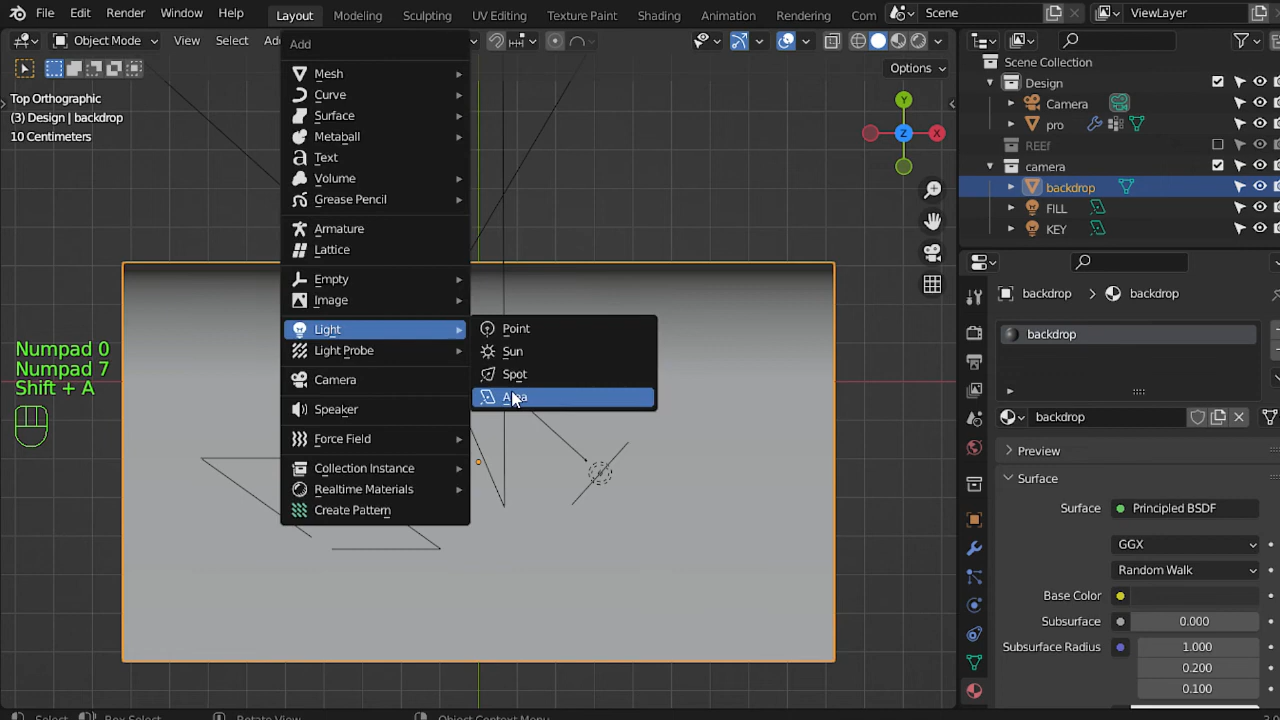 File Edit Render Window Help Layout Modeling Sculpting UV Editing Texture Paint Shading Animation Rendering Com Scene ViewLayer
Object Mode View Select Ad
Options
Top Orthographic
(3) Design | backdrop
10 Centimeters
Add
Mesh
Curve
Surface
Metaball
Text
Volume
Grease Pencil
Armature
Lattice
Empty
Image
Light
Light Probe
Camera
Speaker
Force Field
Collection Instance
Realtime Materials
Create Pattern
Point
Sun
Spot
Area
Numpad 0
Numpad 7
Shift + A
Y
Z
X
Scene Collection
Design
Camera
pro
REEf
camera
backdrop
FILL
KEY
backdrop > backdrop
backdrop
backdrop
Preview
Surface
Surface Principled BSDF
GGX
Random Walk
Base Color
Subsurface 0.000
Subsurface Radius 1.000
0.200
0.100
Select Box Select Rotate View Object Context Menu